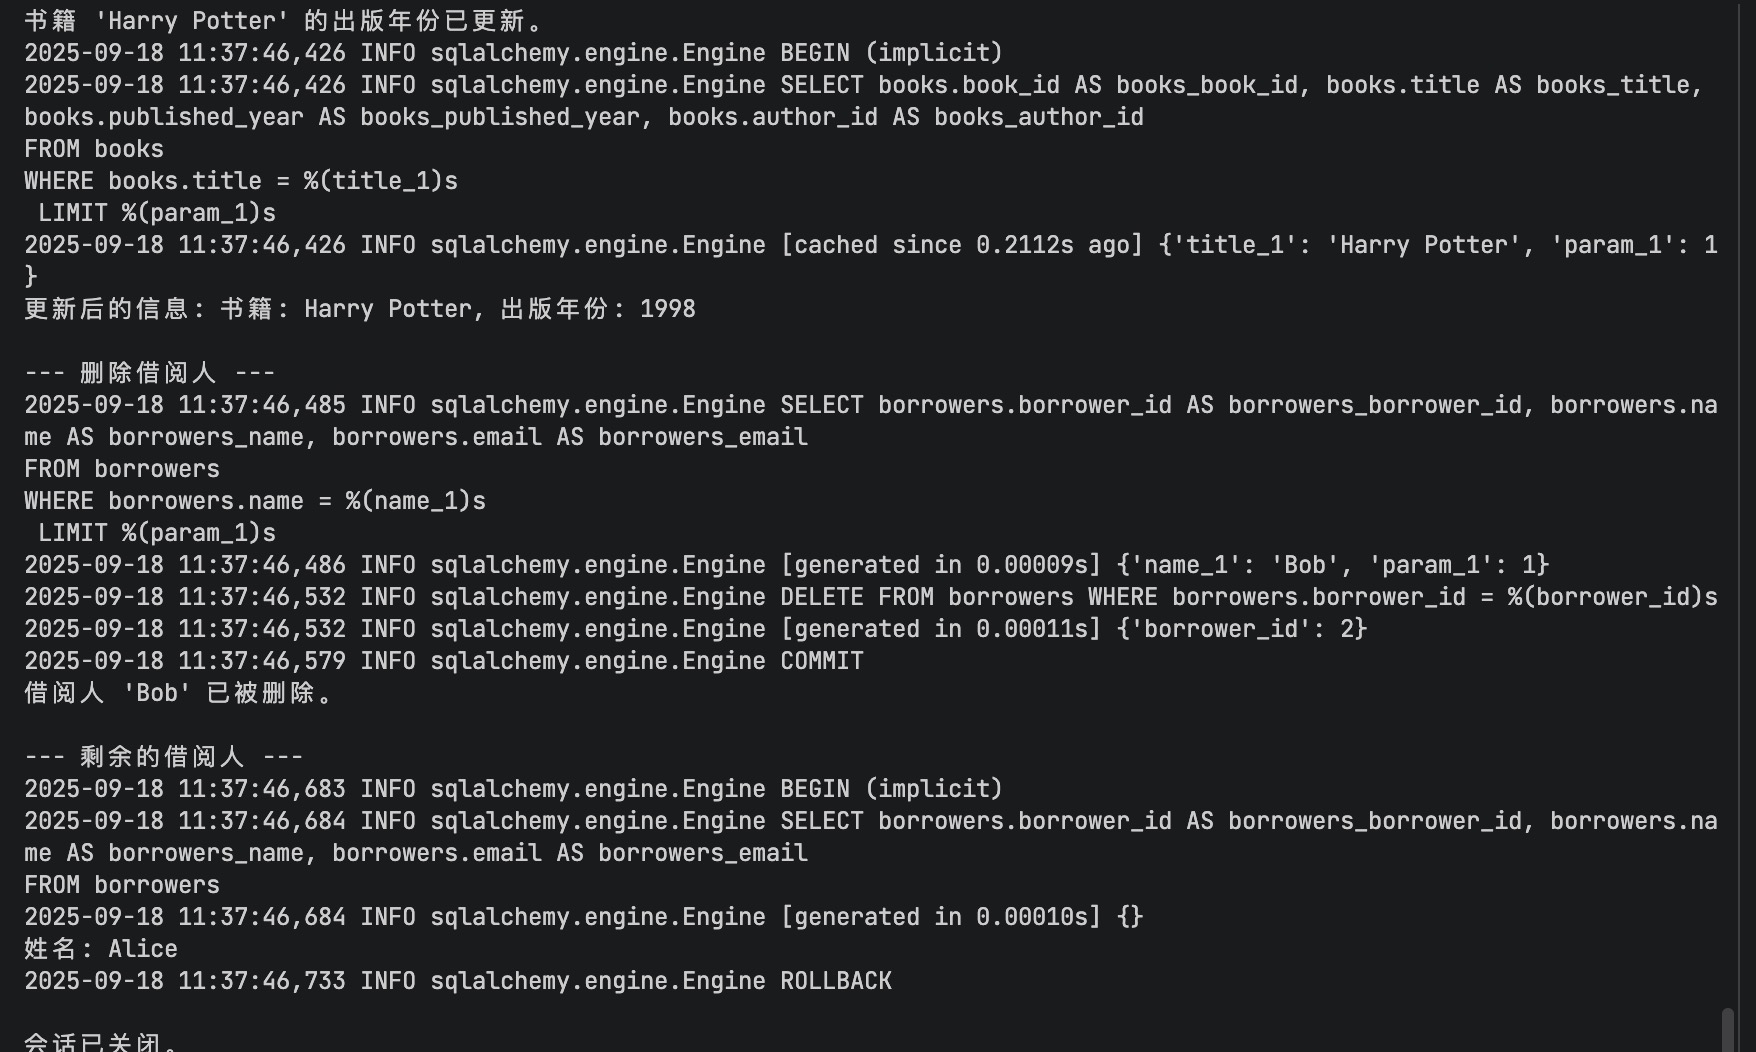 书籍 'Harry Potter' 的出版年份已更新。
2025-09-18 11:37:46,426 INFO sqlalchemy.engine.Engine BEGIN (implicit)
2025-09-18 11:37:46,426 INFO sqlalchemy.engine.Engine SELECT books.book_id AS books_book_id, books.title AS books_title,
books.published_year AS books_published_year, books.author_id AS books_author_id
FROM books
WHERE books.title = %(title_1)s
 LIMIT %(param_1)s
2025-09-18 11:37:46,426 INFO sqlalchemy.engine.Engine [cached since 0.2112s ago] {'title_1': 'Harry Potter', 'param_1': 1
}
更新后的信息: 书籍: Harry Potter, 出版年份: 1998
--- 删除借阅人 ---
2025-09-18 11:37:46,485 INFO sqlalchemy.engine.Engine SELECT borrowers.borrower_id AS borrowers_borrower_id, borrowers.na
me AS borrowers_name, borrowers.email AS borrowers_email
FROM borrowers
WHERE borrowers.name = %(name_1)s
 LIMIT %(param_1)s
2025-09-18 11:37:46,486 INFO sqlalchemy.engine.Engine [generated in 0.00009s] {'name_1': 'Bob', 'param_1': 1}
2025-09-18 11:37:46,532 INFO sqlalchemy.engine.Engine DELETE FROM borrowers WHERE borrowers.borrower_id = %(borrower_id)s
2025-09-18 11:37:46,532 INFO sqlalchemy.engine.Engine [generated in 0.00011s] {'borrower_id': 2}
2025-09-18 11:37:46,579 INFO sqlalchemy.engine.Engine COMMIT
借阅人 'Bob' 已被删除。
--- 剩余的借阅人 ---
2025-09-18 11:37:46,683 INFO sqlalchemy.engine.Engine BEGIN (implicit)
2025-09-18 11:37:46,684 INFO sqlalchemy.engine.Engine SELECT borrowers.borrower_id AS borrowers_borrower_id, borrowers.na
me AS borrowers_name, borrowers.email AS borrowers_email
FROM borrowers
2025-09-18 11:37:46,684 INFO sqlalchemy.engine.Engine [generated in 0.00010s] {}
姓名: Alice
2025-09-18 11:37:46,733 INFO sqlalchemy.engine.Engine ROLLBACK
会话已关闭。